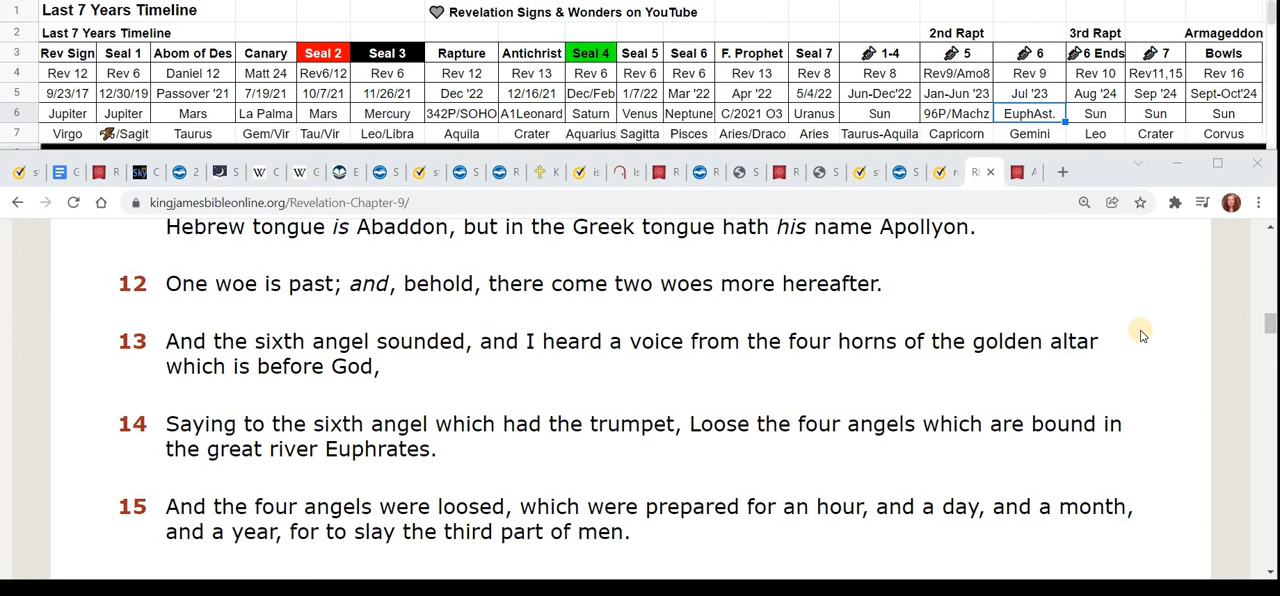 1 Last 7 Years Timeline Revelation Signs & Wonders on YouTube
2 Last 7 Years Timeline 2nd Rapt 3rd Rapt Armageddon
3 Rev Sign Seal 1 Abom of Des Canary Seal 2 Seal 3 Rapture Antichrist Seal 4 Seal 5 Seal 6 F. Prophet Seal 7 1-4 5 6 6 Ends 7 Bowls
4 Rev 12 Rev 6 Daniel 12 Matt 24 Rev6/12 Rev 6 Rev 12 Rev 13 Rev 6 Rev 6 Rev 6 Rev 13 Rev 8 Rev 8 Rev9/Amo8 Rev 9 Rev 10 Rev11,15 Rev 16
5 9/23/17 12/30/19 Passover '21 7/19/21 10/7/21 11/26/21 Dec '22 12/16/21 Dec/Feb 1/7/22 Mar '22 Apr '22 5/4/22 Jun-Dec'22 Jan-Jun '23 Jul '23 Aug '24 Sep '24 Sept-Oct'24
6 Jupiter Jupiter Mars La Palma Mars Mercury 342P/SOHO A1Leonard Saturn Venus Neptune C/2021 O3 Uranus Sun 96P/Machz EuphAst. Sun Sun Sun
7 Virgo /Sagit Taurus Gem/Vir Tau/Vir Leo/Libra Aquila Crater Aquarius Sagitta Pisces Aries/Draco Aries Taurus-Aquila Capricorn Gemini Leo Crater Corvus
kingjamesbibleonline.org/Revelation-Chapter-9/
Hebrew tongue is Abaddon, but in the Greek tongue hath his name Apollyon.
12 One woe is past; and, behold, there come two woes more hereafter.
13 And the sixth angel sounded, and I heard a voice from the four horns of the golden altar
which is before God,
14 Saying to the sixth angel which had the trumpet, Loose the four angels which are bound in
the great river Euphrates.
15 And the four angels were loosed, which were prepared for an hour, and a day, and a month,
and a year, for to slay the third part of men.